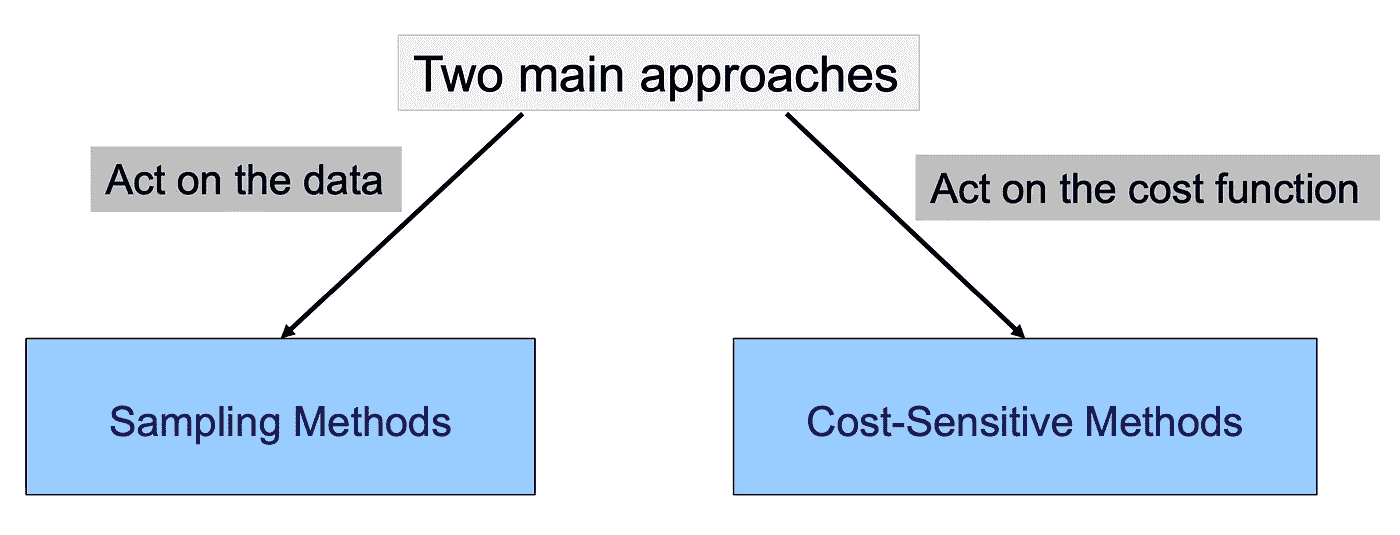 Two main approaches
Act on the data
Act on the cost function
Sampling Methods
Cost-Sensitive Methods